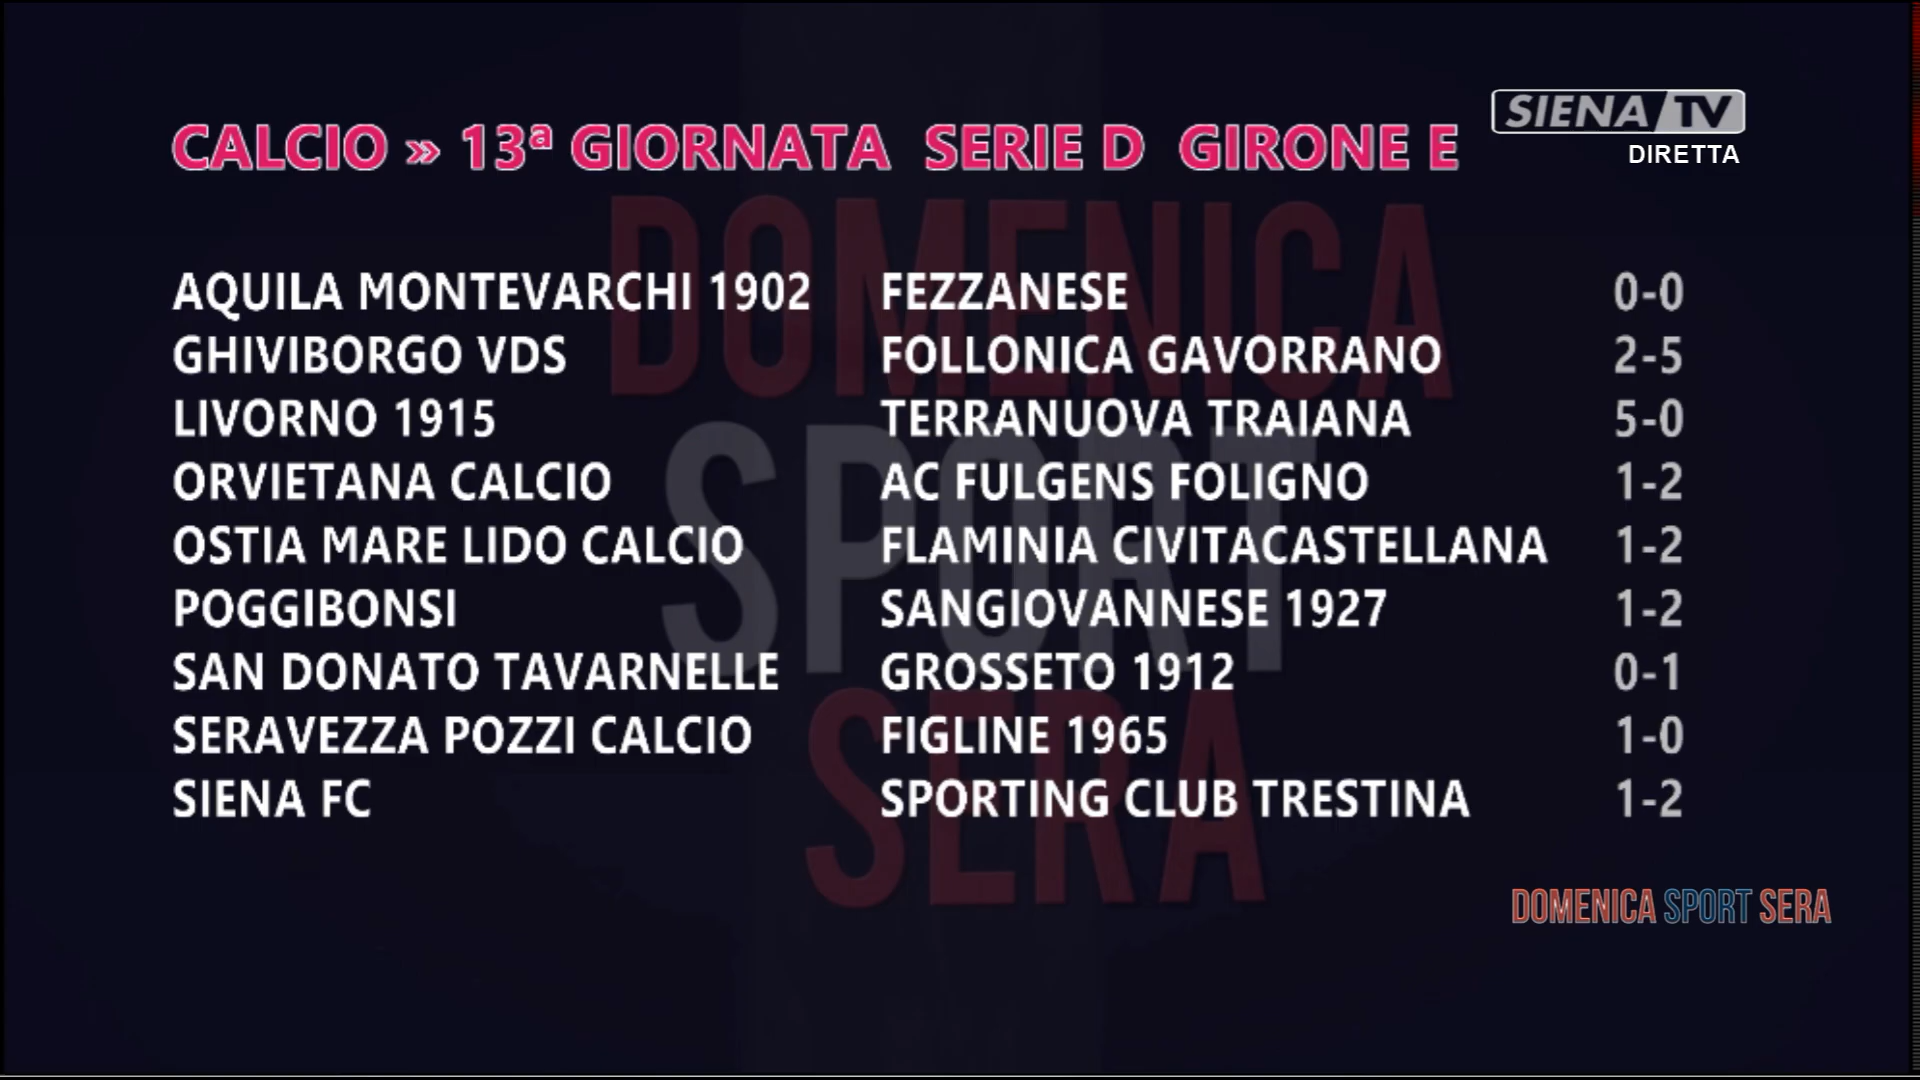 SIENA TV
DIRETTA
CALCIO » 13ª GIORNATA SERIE D GIRONE E
AQUILA MONTEVARCHI 1902 FEZZANESE 0-0
GHIVIBORGO VDS FOLLONICA GAVORRANO 2-5
LIVORNO 1915 TERRANUOVA TRAIANA 5-0
ORVIETANA CALCIO AC FULGENS FOLIGNO 1-2
OSTIA MARE LIDO CALCIO FLAMINIA CIVITACASTELLANA 1-2
POGGIBONSI SANGIOVANNESE 1927 1-2
SAN DONATO TAVARNELLE GROSSETO 1912 0-1
SERAVEZZA POZZI CALCIO FIGLINE 1965 1-0
SIENA FC SPORTING CLUB TRESTINA 1-2
DOMENICA
SPORT
SERA
DOMENICA SPORT SERA